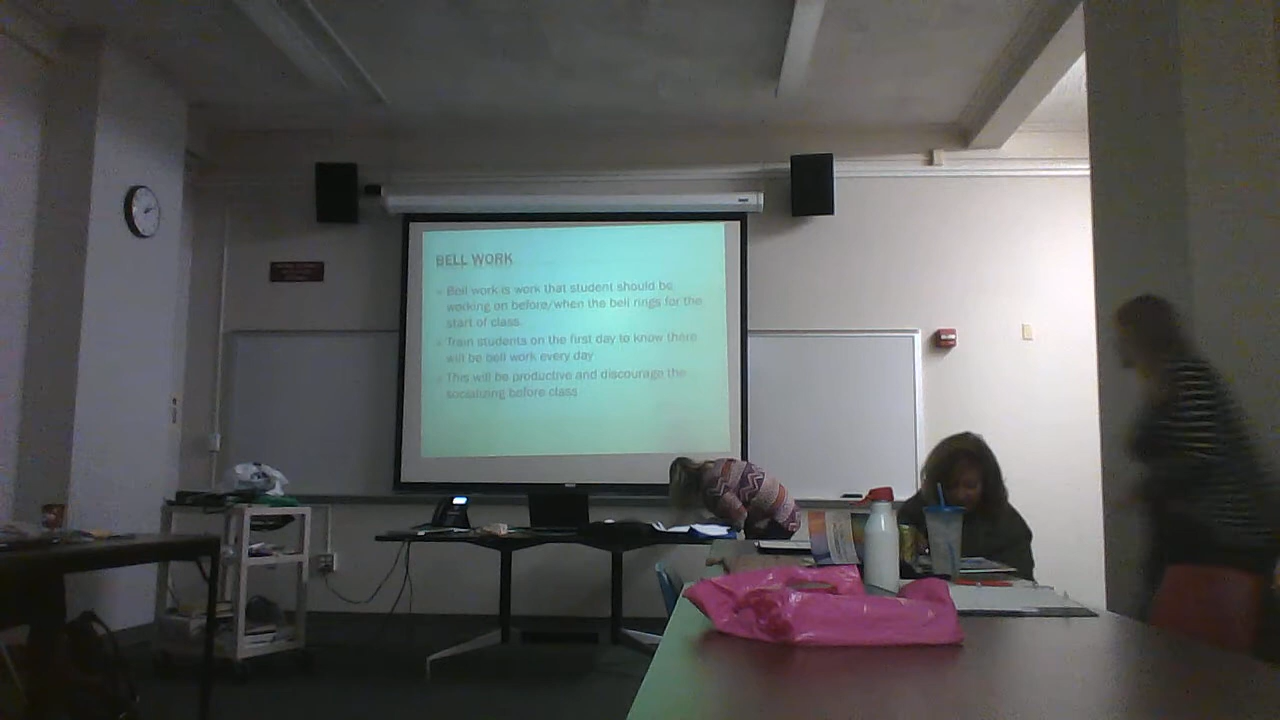 BELL WORK
Bell work is work that student should be
working on before/when the bell rings for the
start of class.
Train students on the first day to know there
will be bell work every day
This will be productive and discourage the
socializing before class